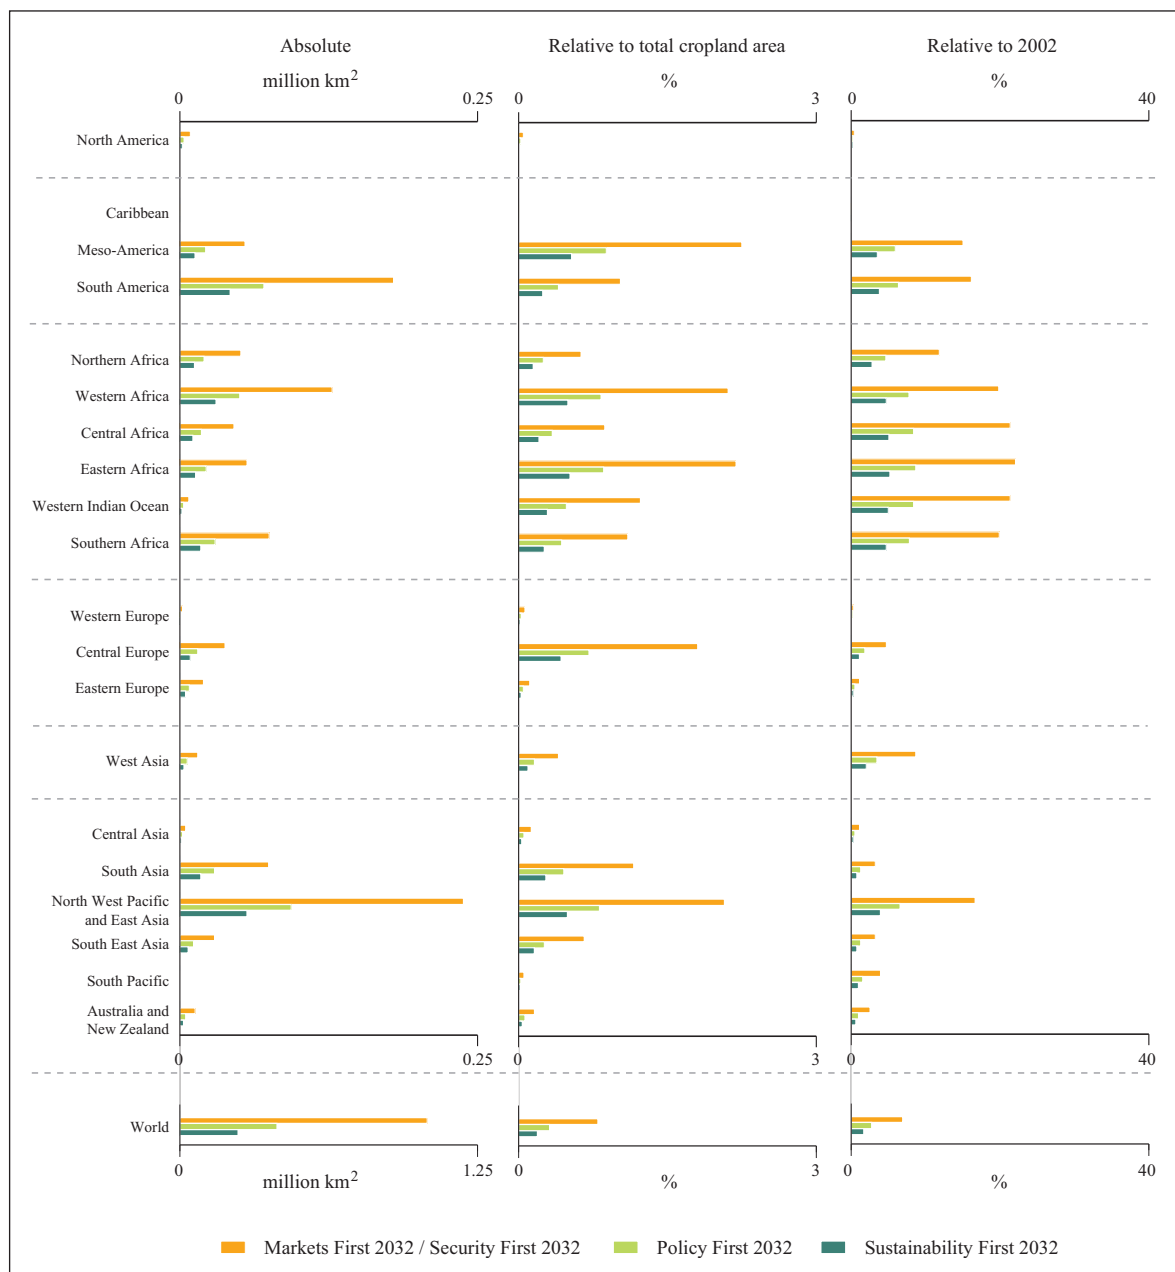 Absolute
Relative to total cropland area
Relative to 2002
million km2
%
%
0
0.25
0
3
0
40
North America
Caribbean
Meso-America
South America
Northern Africa
Western Africa
Central Africa
Eastern Africa
Western Indian Ocean
Southern Africa
Western Europe
Central Europe
Eastern Europe
West Asia
Central Asia
South Asia
North West Pacific
and East Asia
South East Asia
South Pacific
Australia and
New Zealand
0
0.25
0
3
0
40
World
0
1.25
0
3
0
40
million km2
%
%
Markets First 2032 / Security First 2032
Policy First 2032
Sustainability First 2032